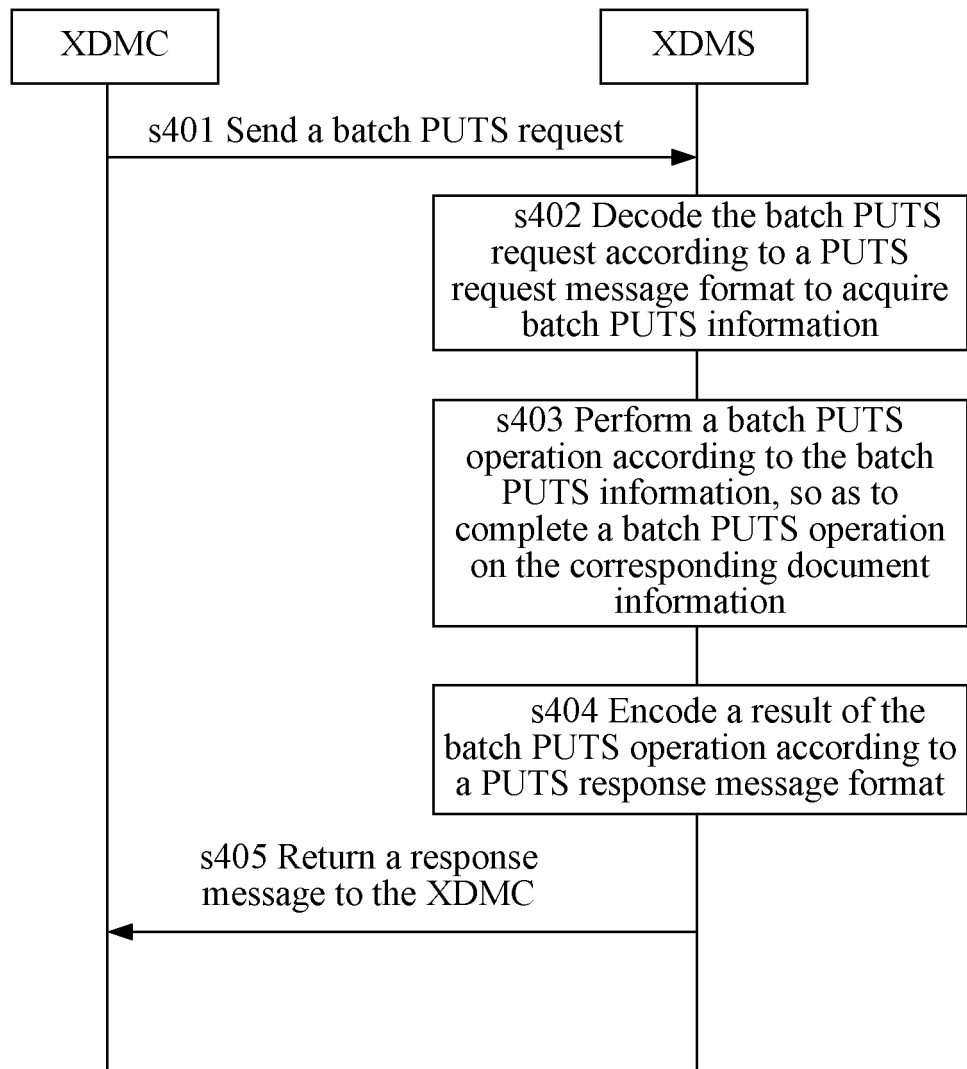 XDMC
XDMS
s401 Send a batch PUTS request
s402 Decode the batch PUTS
request according to a PUTS
request message format to acquire
batch PUTS information
s403 Perform a batch PUTS
operation according to the batch
PUTS information, so as to
complete a batch PUTS operation
on the corresponding document
information
s404 Encode a result of the
batch PUTS operation according to
a PUTS response message format
s405 Return a response
message to the XDMC